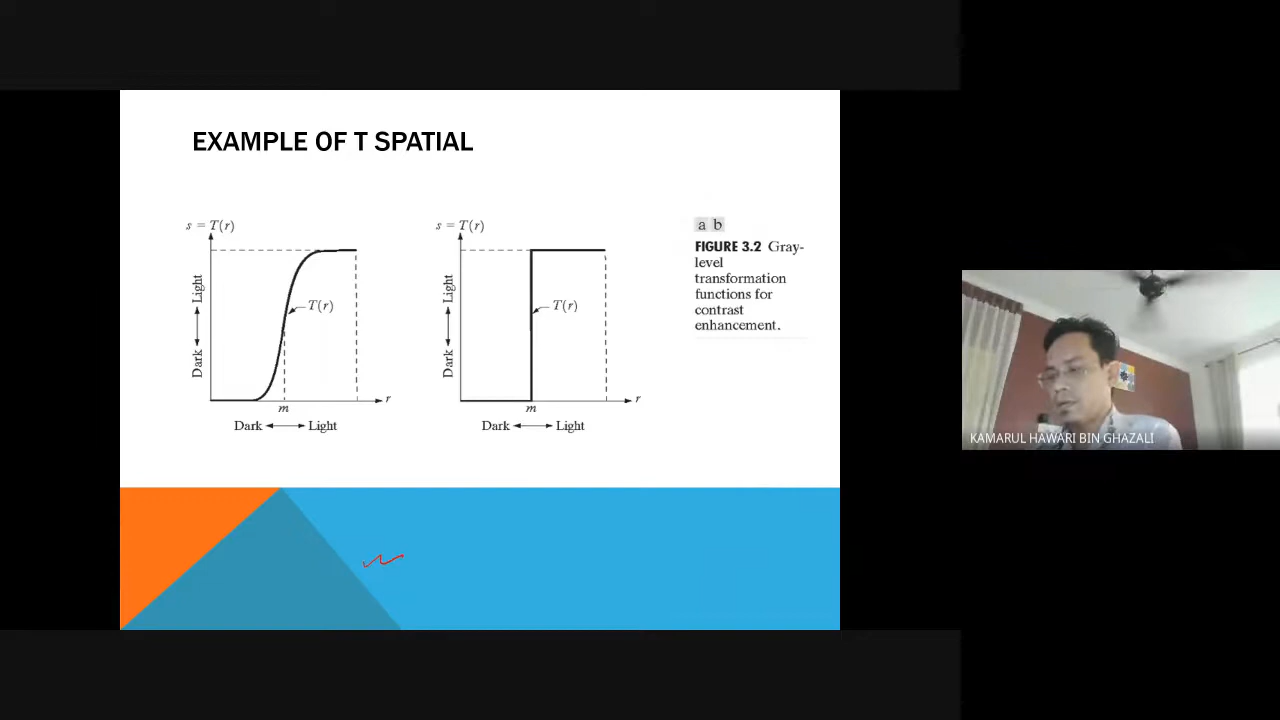 EXAMPLE OF T SPATIAL
s = T(r)
Light
Dark
T(r)
m
r
Dark Light
s = T(r)
Light
Dark
T(r)
m
r
Dark Light
a b
FIGURE 3.2 Gray-
level
transformation
functions for
contrast
enhancement.
KAMARUL HAWARI BIN GHAZALI